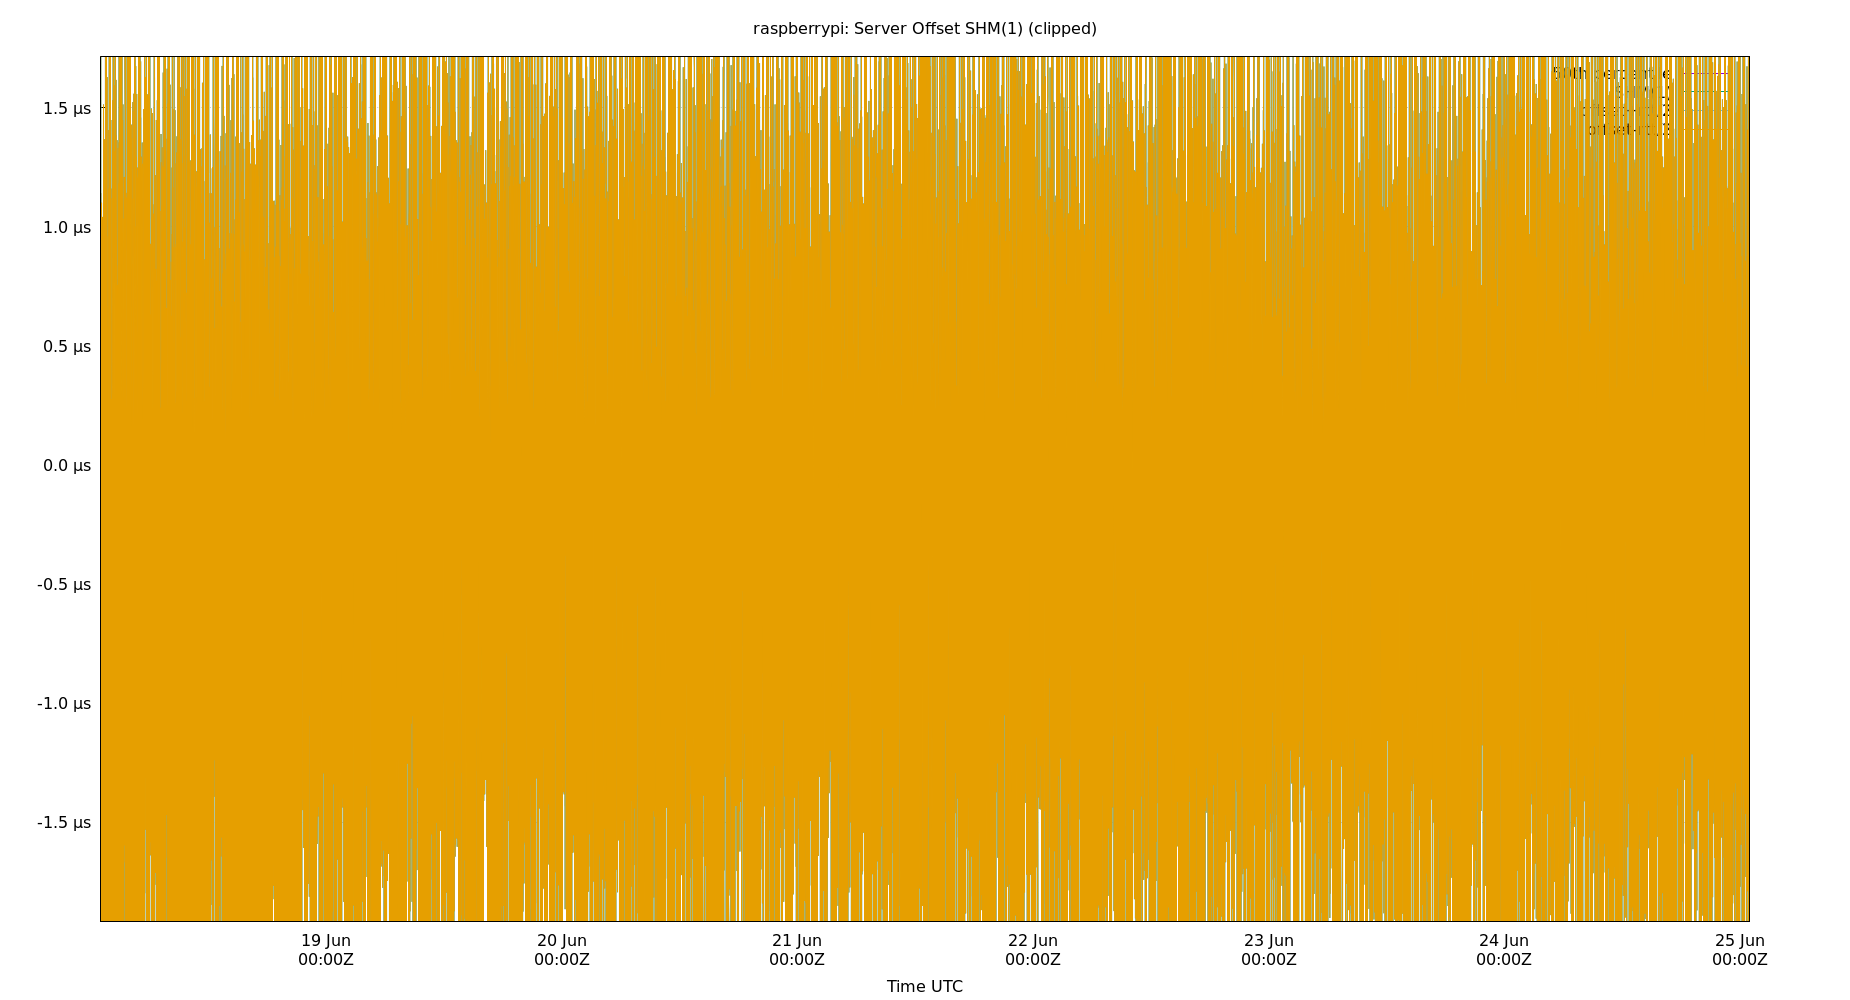 raspberrypi: Server Offset SHM(1) (clipped)
1.5 µs
1.0 µs
0.5 µs
0.0 µs
-0.5 µs
-1.0 µs
-1.5 µs
19 Jun 20 Jun 21 Jun 22 Jun 23 Jun 24 Jun 25 Jun
00:00Z 00:00Z 00:00Z 00:00Z 00:00Z 00:00Z 00:00Z
Time UTC